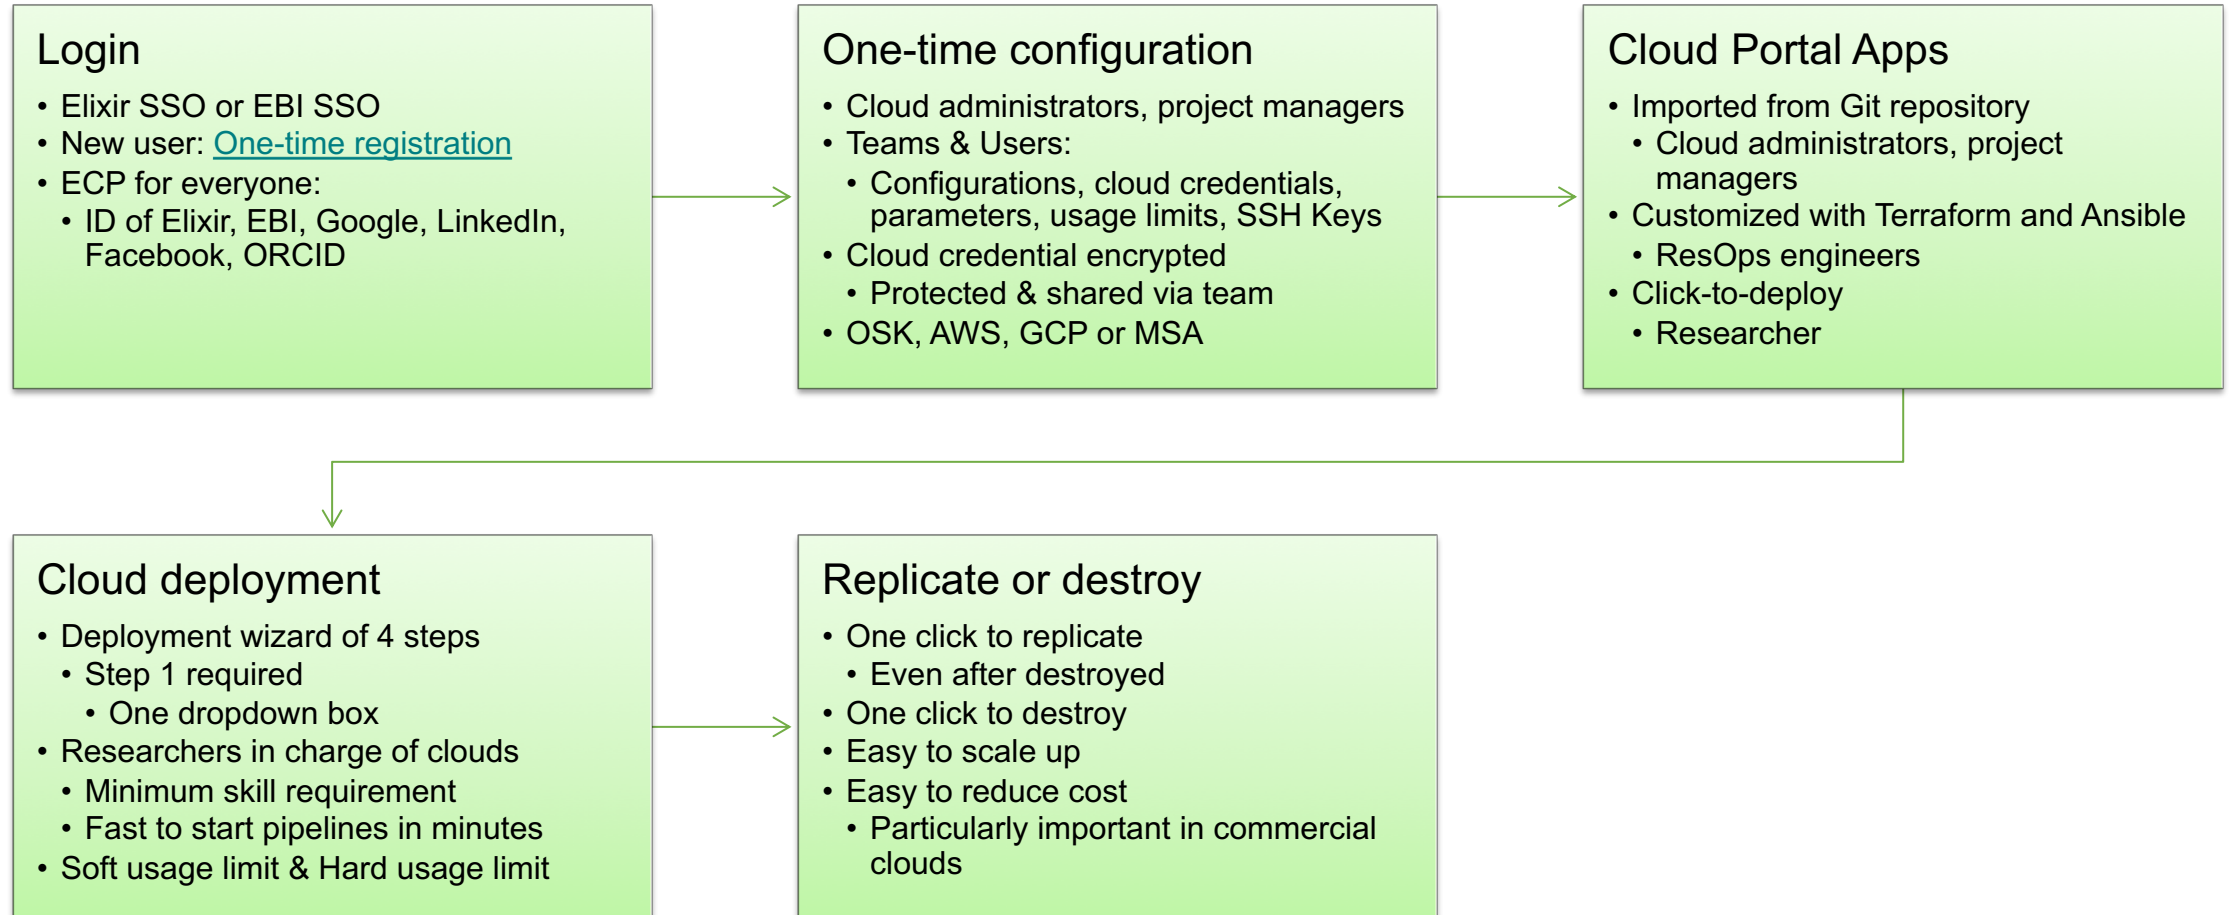 Login
• Elixir SSO or EBI SSO
• New user: One-time registration
• ECP for everyone:
• ID of Elixir, EBI, Google, LinkedIn,
Facebook, ORCID
One-time configuration
• Cloud administrators, project managers
• Teams & Users:
• Configurations, cloud credentials,
parameters, usage limits, SSH Keys
• Cloud credential encrypted
• Protected & shared via team
• OSK, AWS, GCP or MSA
Cloud Portal Apps
• Imported from Git repository
• Cloud administrators, project
managers
• Customized with Terraform and Ansible
• ResOps engineers
• Click-to-deploy
• Researcher
Cloud deployment
• Deployment wizard of 4 steps
• Step 1 required
• One dropdown box
• Researchers in charge of clouds
• Minimum skill requirement
• Fast to start pipelines in minutes
• Soft usage limit & Hard usage limit
Replicate or destroy
• One click to replicate
• Even after destroyed
• One click to destroy
• Easy to scale up
• Easy to reduce cost
• Particularly important in commercial
clouds